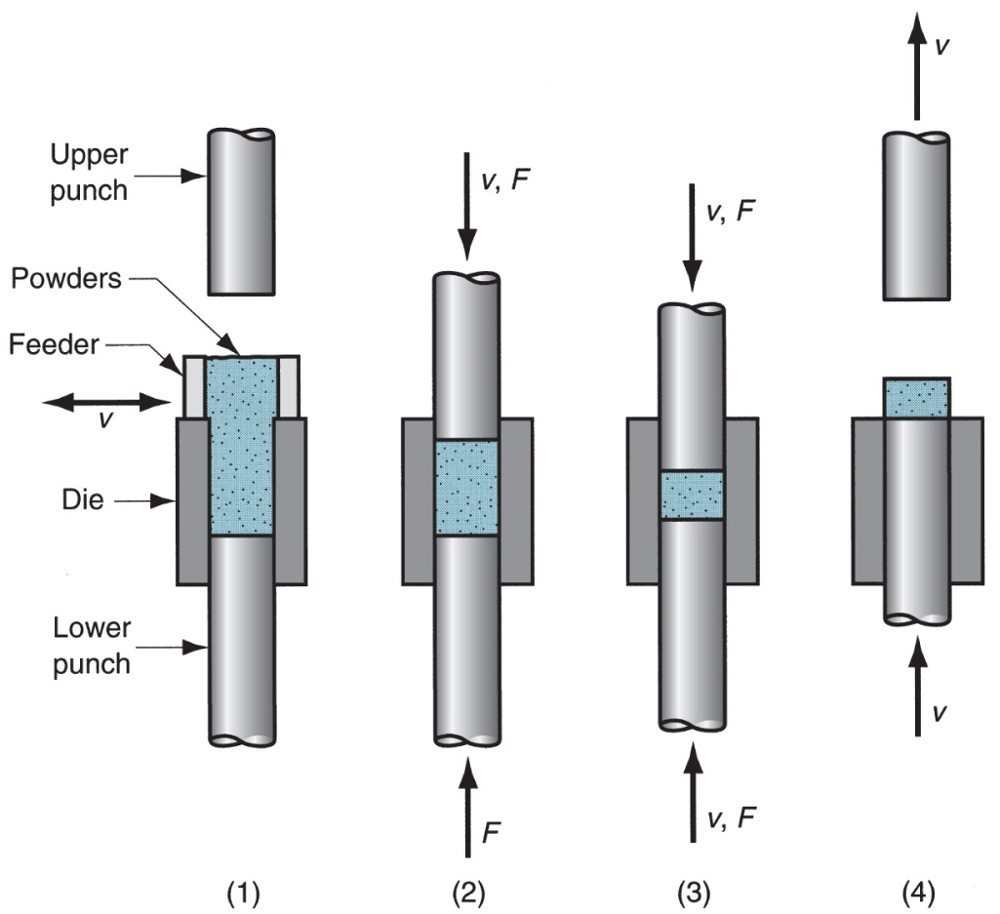 v
Upper
punch
v, F
v, F
Powders
Feeder
v
Die
Lower
punch
v
v, F
F
(1)
(2)
(3)
(4)